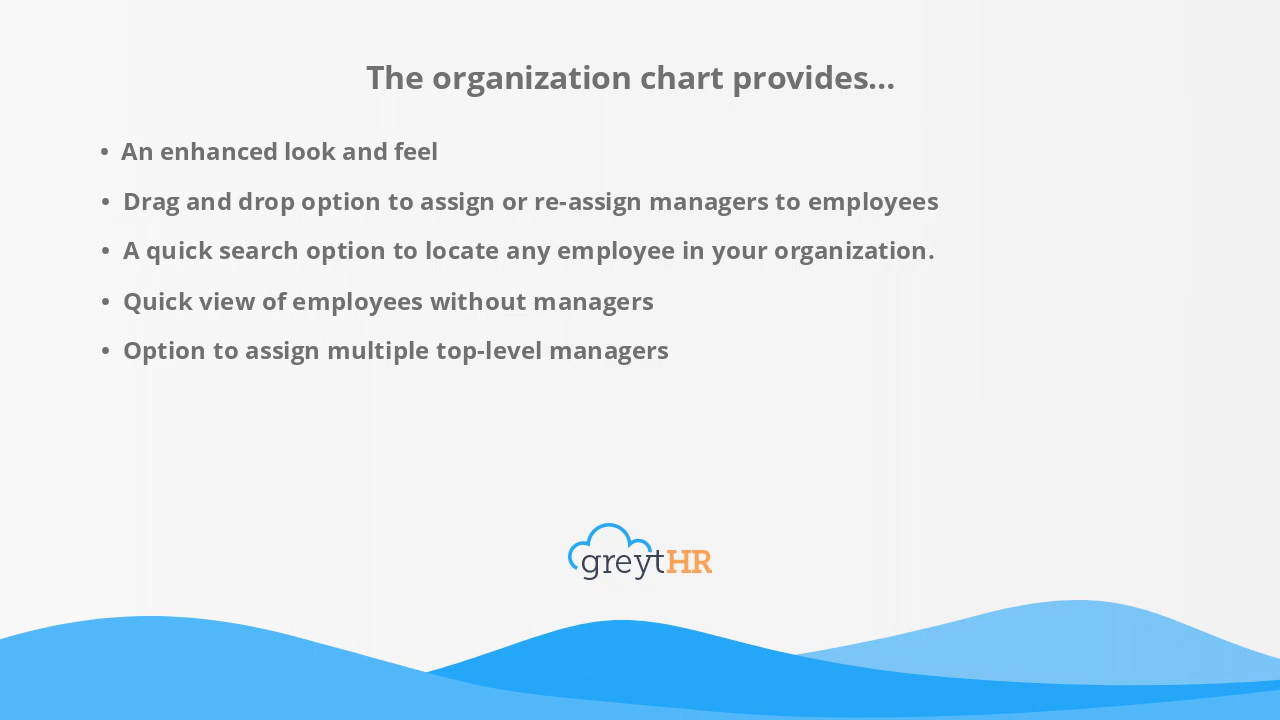 The organization chart provides...
• An enhanced look and feel
• Drag and drop option to assign or re-assign managers to employees
• A quick search option to locate any employee in your organization.
• Quick view of employees without managers
• Option to assign multiple top-level managers
greytHR